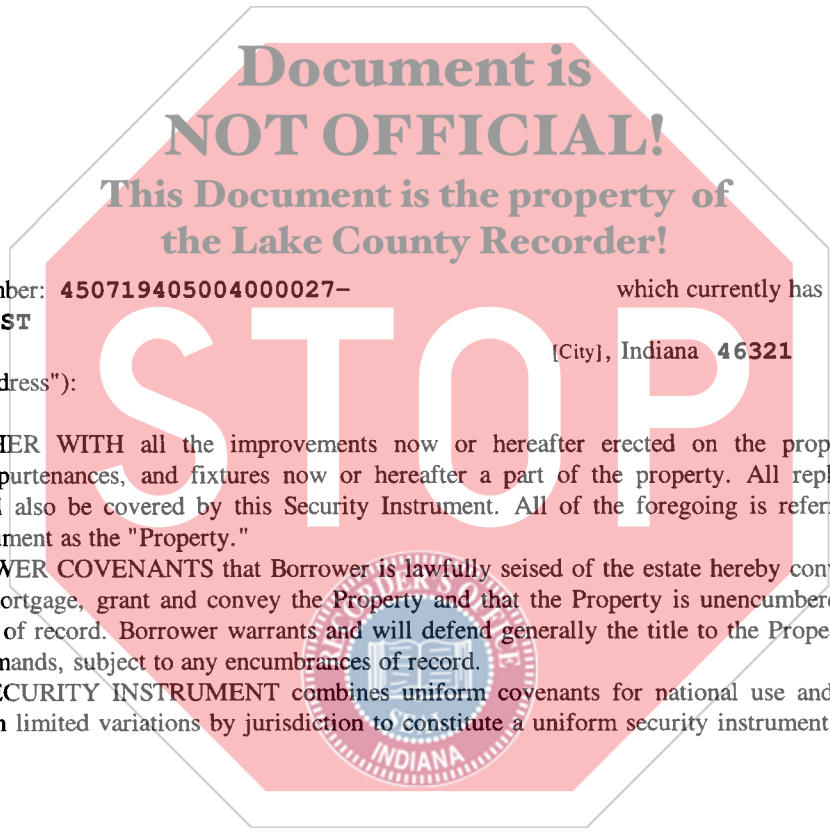 Document is
NOT OFFICIAL!
This Document is the property of
the Lake County Recorder!
nber: 450719405004000027- which currently has
ST
[City], Indiana 46321
dress"):
STOP
HER WITH all the improvements now or hereafter erected on the prop
purtenances, and fixtures now or hereafter a part of the property. All repl
l also be covered by this Security Instrument. All of the foregoing is referr
ument as the "Property."
WER COVENANTS that Borrower is lawfully seised of the estate hereby conv
ortgage, grant and convey the Property and that the Property is unencumbere
of record. Borrower warrants and will defend generally the title to the Prope
mands, subject to any encumbrances of record.
ECURITY INSTRUMENT combines uniform covenants for national use and
n limited variations by jurisdiction to constitute a uniform security instrument
RECORDER'S OFFICE
SEAL
INDIANA